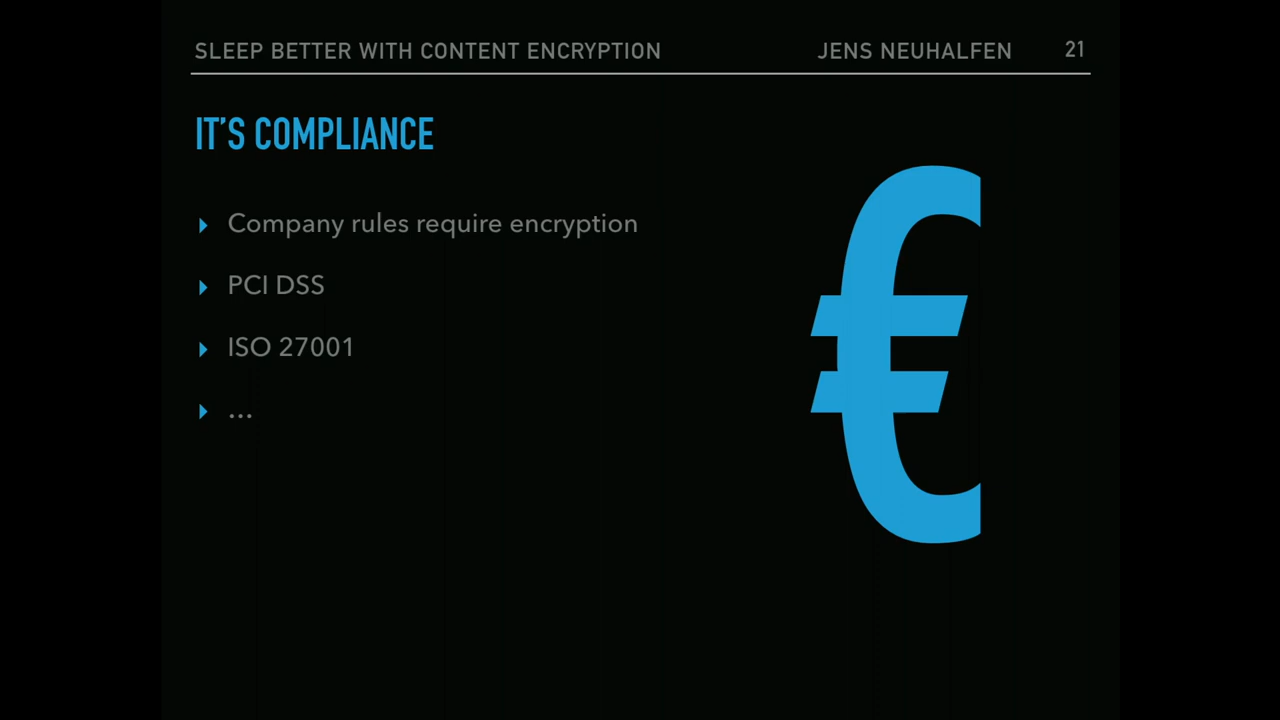 SLEEP BETTER WITH CONTENT ENCRYPTION JENS NEUHALFEN 21
IT'S COMPLIANCE
Company rules require encryption
PCI DSS
ISO 27001
…
€